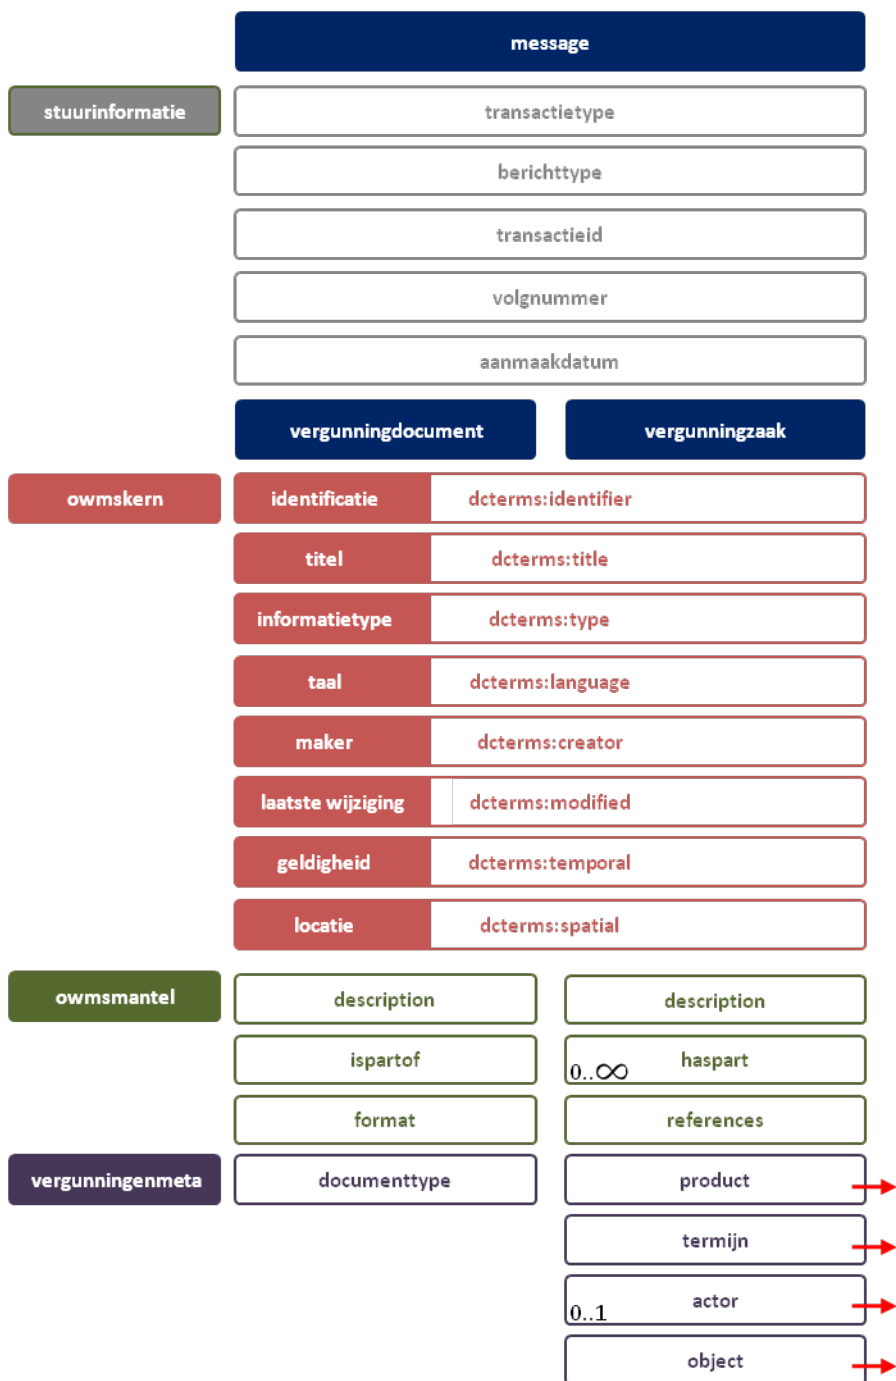 message
stuurinformatie
transactietype
berichttype
transactieid
volgnummer
aanmaakdatum
vergunningdocument
vergunningzaak
owmskern
identificatie
dcterms:identifier
titel
dcterms:title
informatietype
dcterms:type
taal
dcterms:language
maker
dcterms:creator
laatste wijziging
dcterms:modified
geldigheid
dcterms:temporal
locatie
dcterms:spatial
owmsmantel
description
description
ispartof
0..∞
haspart
format
references
vergunningenmeta
documenttype
product
termijn
0..1
actor
object